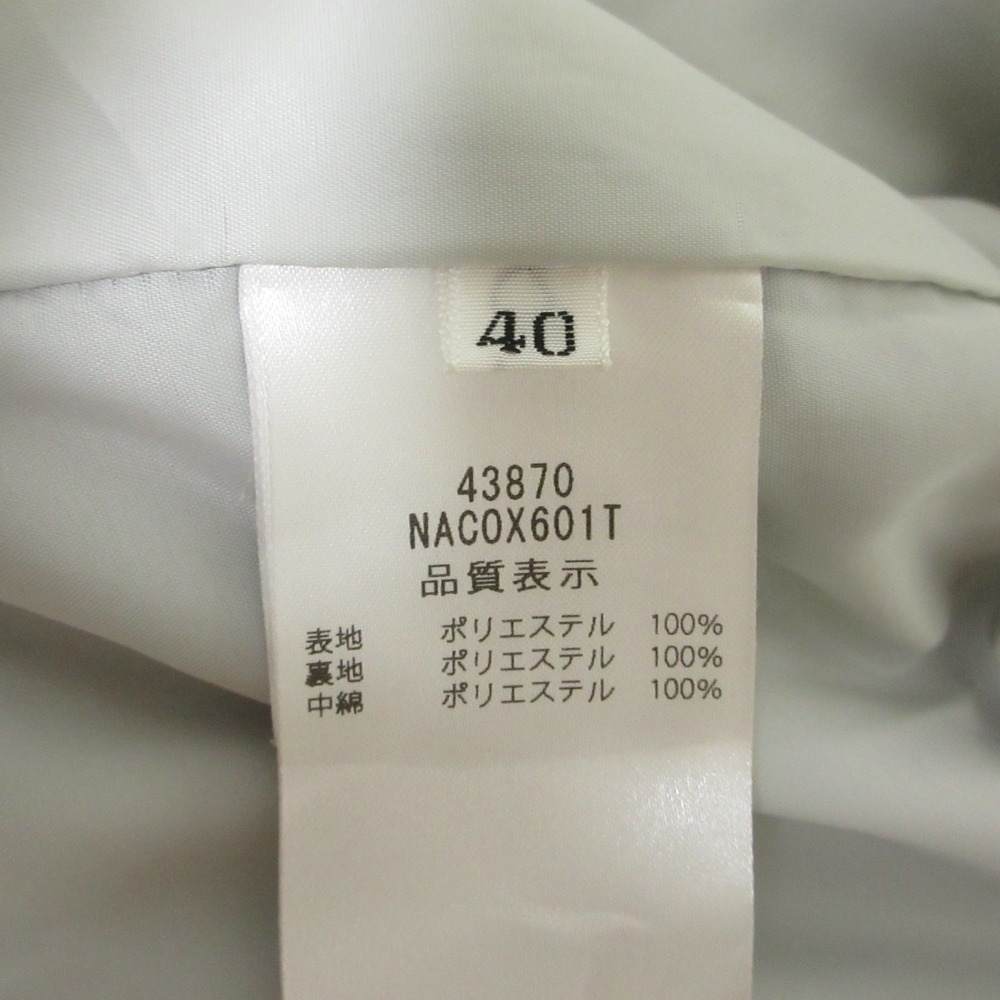 40
43870
NACOX601T
品質表示
表地 ポリエステル 100%
裏地 ポリエステル 100%
中綿 ポリエステル 100%